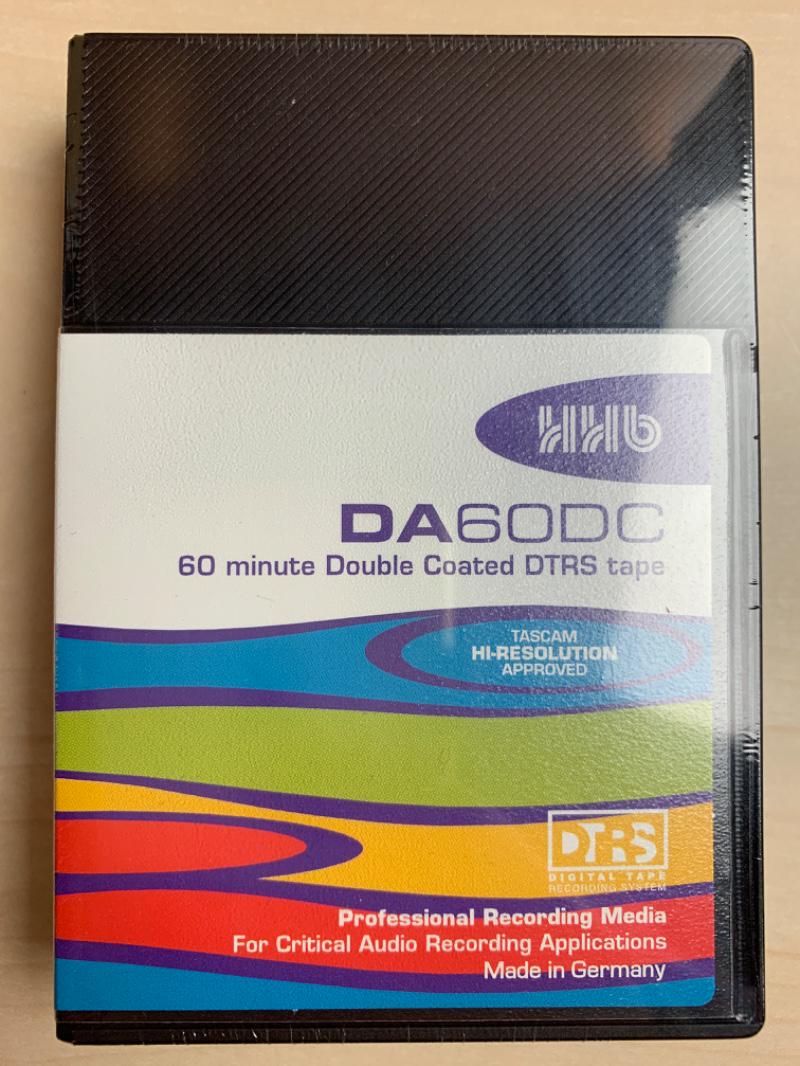 HHb
DA60DC
60 minute Double Coated DTRS tape
TASCAM
HI-RESOLUTION
APPROVED
DTRS
DIGITAL TAPE
RECORDING SYSTEM
Professional Recording Media
For Critical Audio Recording Applications
Made in Germany